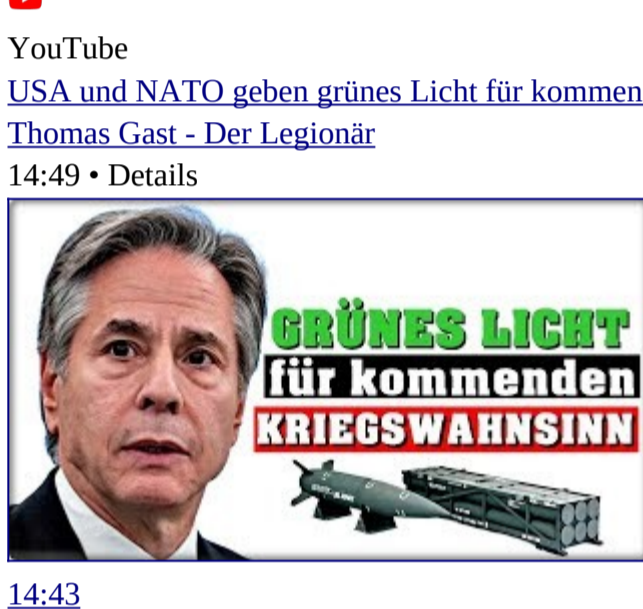 YouTube
USA und NATO geben grünes Licht für kommen
Thomas Gast - Der Legionär
14:49 • Details
GRÜNES LICHT
für kommenden
KRIEGSWAHNSINN
14:43